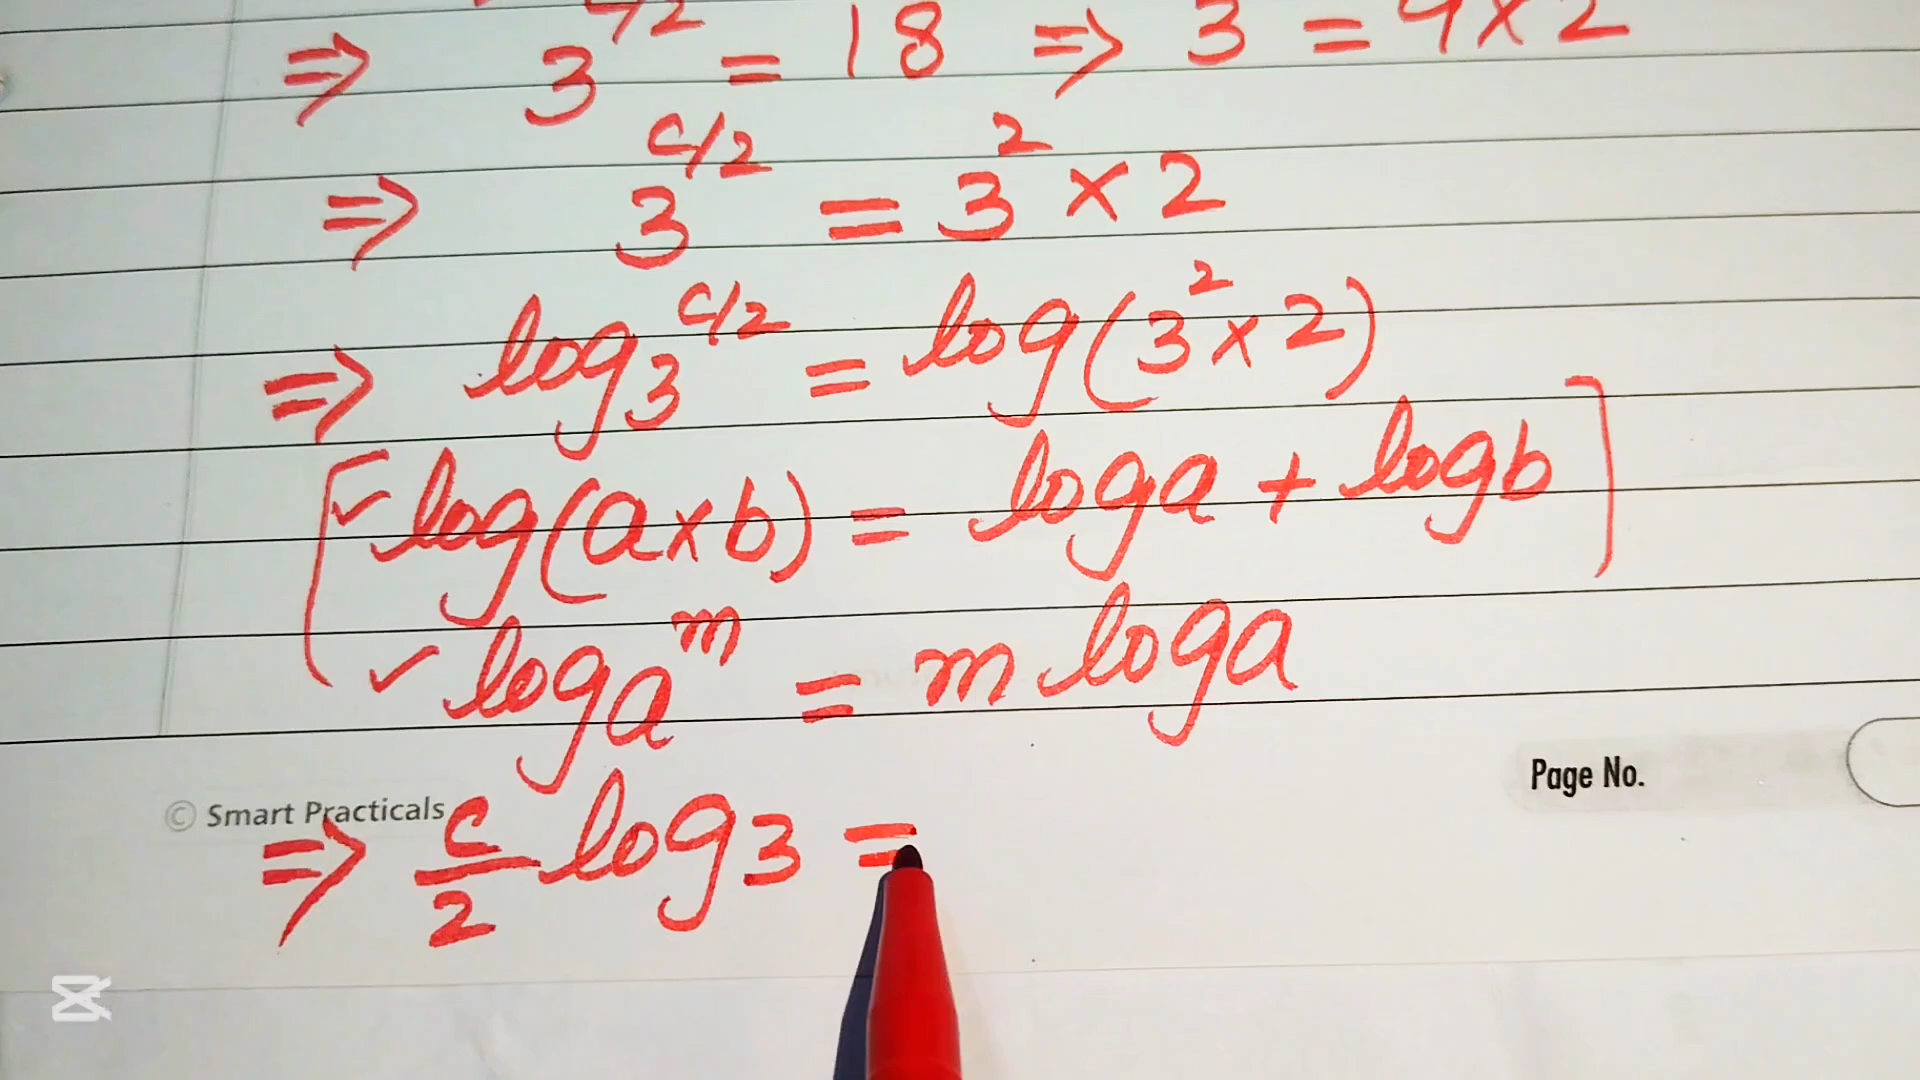 ⇒ 3^c/2 = 18 ⇒ 3 = 9×2
⇒ 3^c/2 = 3^2 × 2
⇒ log 3^c/2 = log(3^2 × 2)
[✓ log(a×b) = log a + log b]
✓ log a^m = m log a
Page No.
© Smart Practicals
⇒ c/2 log 3 =